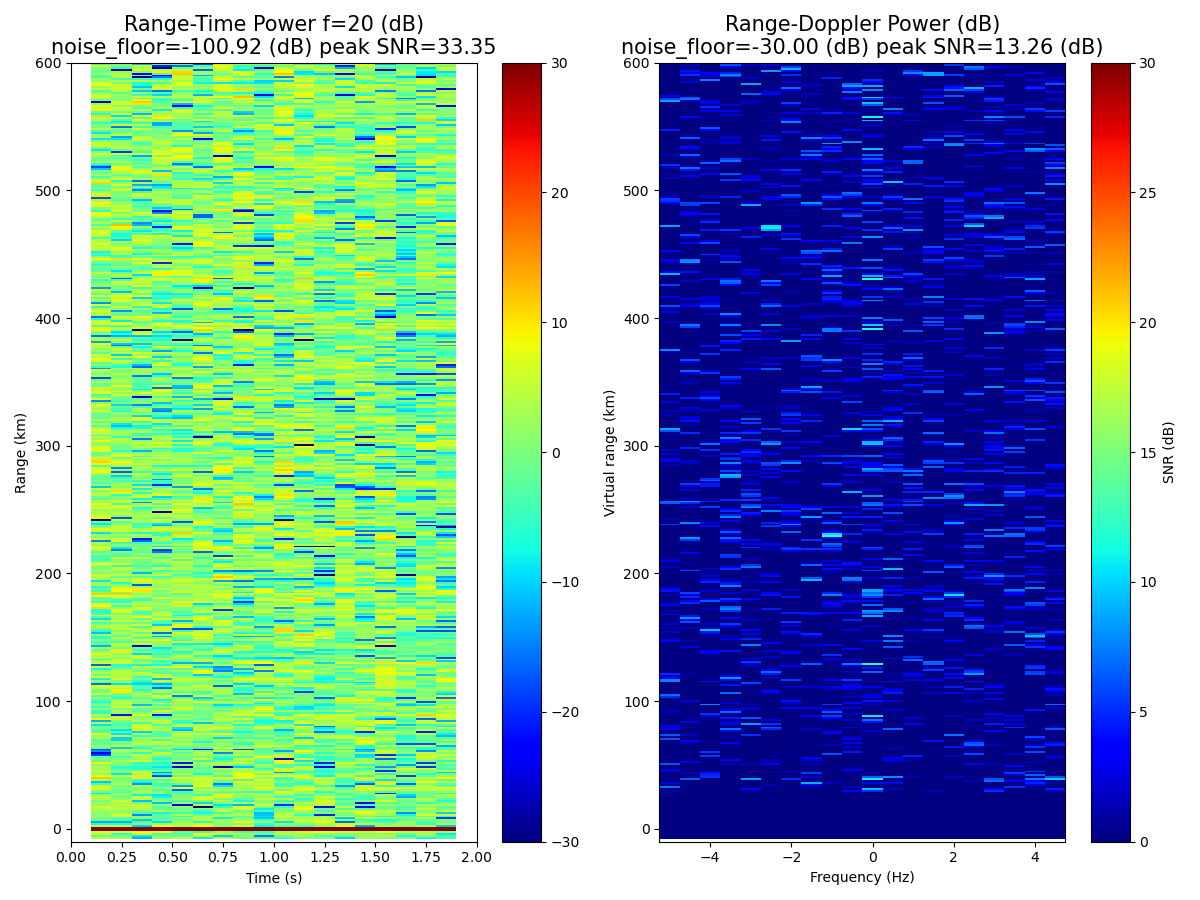 Range-Time Power f=20 (dB)
noise_floor=-100.92 (dB) peak SNR=33.35
600
500
400
300
200
100
0
Range (km)
0.00 0.25 0.50 0.75 1.00 1.25 1.50 1.75 2.00
Time (s)
30
20
10
0
−10
−20
−30
Range-Doppler Power (dB)
noise_floor=-30.00 (dB) peak SNR=13.26 (dB)
600
500
400
300
200
100
0
Virtual range (km)
−4 −2 0 2 4
Frequency (Hz)
30
25
20
15
10
5
0
SNR (dB)